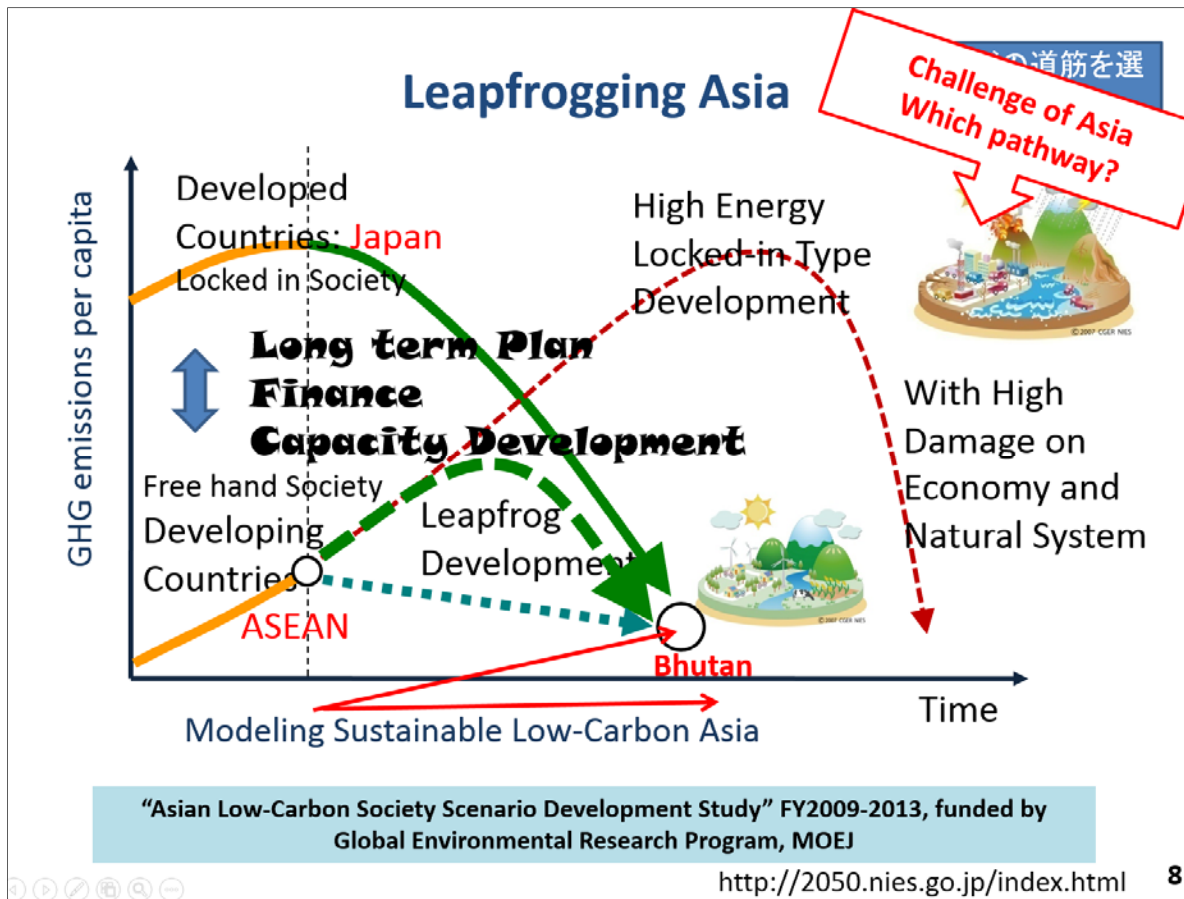 Leapfrogging Asia
の道筋を選
Challenge of Asia
Which pathway?
GHG emissions per capita
Developed
Countries: Japan
Locked in Society
High Energy
Locked-in Type
Development
©2007 CGER NIES
Long term Plan
Finance
Capacity Development
With High
Damage on
Economy and
Natural System
Free hand Society
Developing
Countries
Leapfrog
Development
©2007 CGER NIES
ASEAN
Bhutan
Time
Modeling Sustainable Low-Carbon Asia
“Asian Low-Carbon Society Scenario Development Study” FY2009-2013, funded by
Global Environmental Research Program, MOEJ
http://2050.nies.go.jp/index.html
8